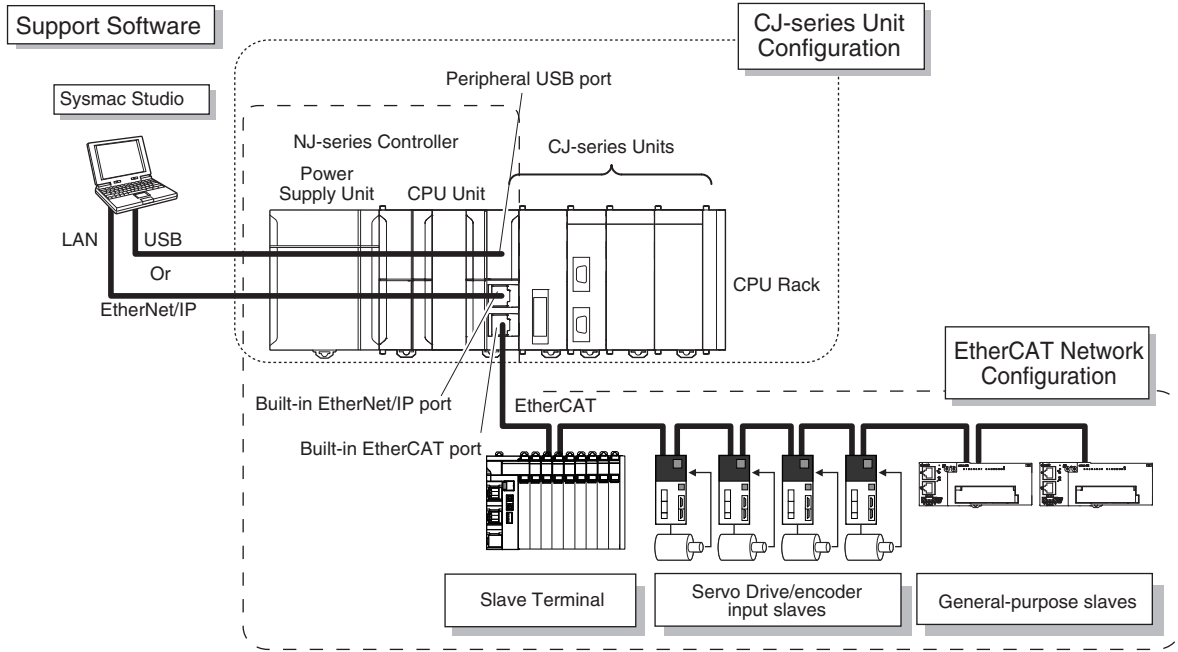 Support Software
CJ-series Unit
Configuration
Sysmac Studio
Peripheral USB port
NJ-series Controller
CJ-series Units
Power
Supply Unit
CPU Unit
LAN
USB
Or
EtherNet/IP
CPU Rack
EtherCAT Network
Configuration
Built-in EtherNet/IP port
EtherCAT
Built-in EtherCAT port
Slave Terminal
Servo Drive/encoder
input slaves
General-purpose slaves